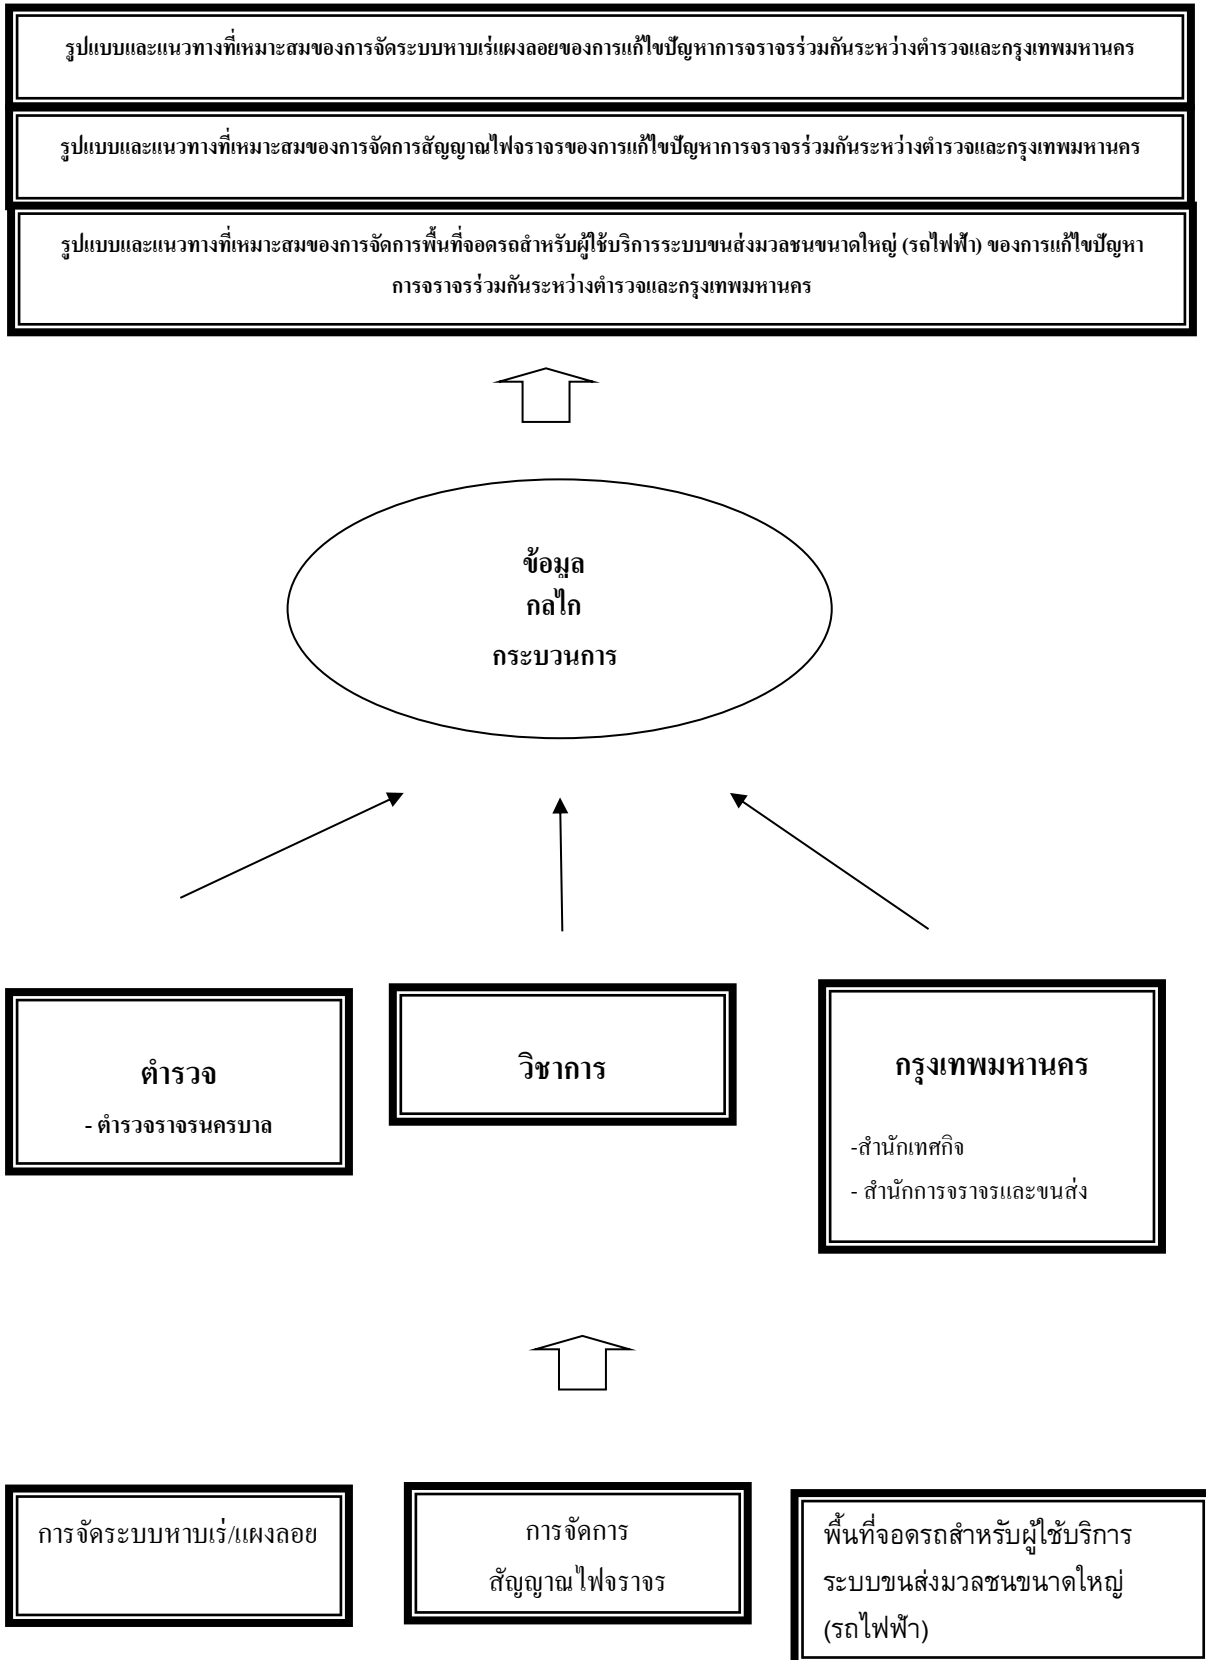 รูปแบบและแนวทางที่เหมาะสมของการจัดระบบหาบเร่แผงลอยของการแก้ไขปัญหาการจราจรร่วมกันระหว่างตำรวจและกรุงเทพมหานคร
รูปแบบและแนวทางที่เหมาะสมของการจัดการสัญญาณไฟจราจรของการแก้ไขปัญหาการจราจรร่วมกันระหว่างตำรวจและกรุงเทพมหานคร
รูปแบบและแนวทางที่เหมาะสมของการจัดการพื้นที่จอดรถสำหรับผู้ใช้บริการระบบขนส่งมวลชนขนาดใหญ่ (รถไฟฟ้า) ของการแก้ไขปัญหา
การจราจรร่วมกันระหว่างตำรวจและกรุงเทพมหานคร
ข้อมูล
กลไก
กระบวนการ
ตำรวจ
- ตำรวจราจรนครบาล
วิชาการ
กรุงเทพมหานคร
-สำนักเทศกิจ
- สำนักการจราจรและขนส่ง
การจัดระบบหาบเร่/แผงลอย
การจัดการ
สัญญาณไฟจราจร
พื้นที่จอดรถสำหรับผู้ใช้บริการ
ระบบขนส่งมวลชนขนาดใหญ่
(รถไฟฟ้า)